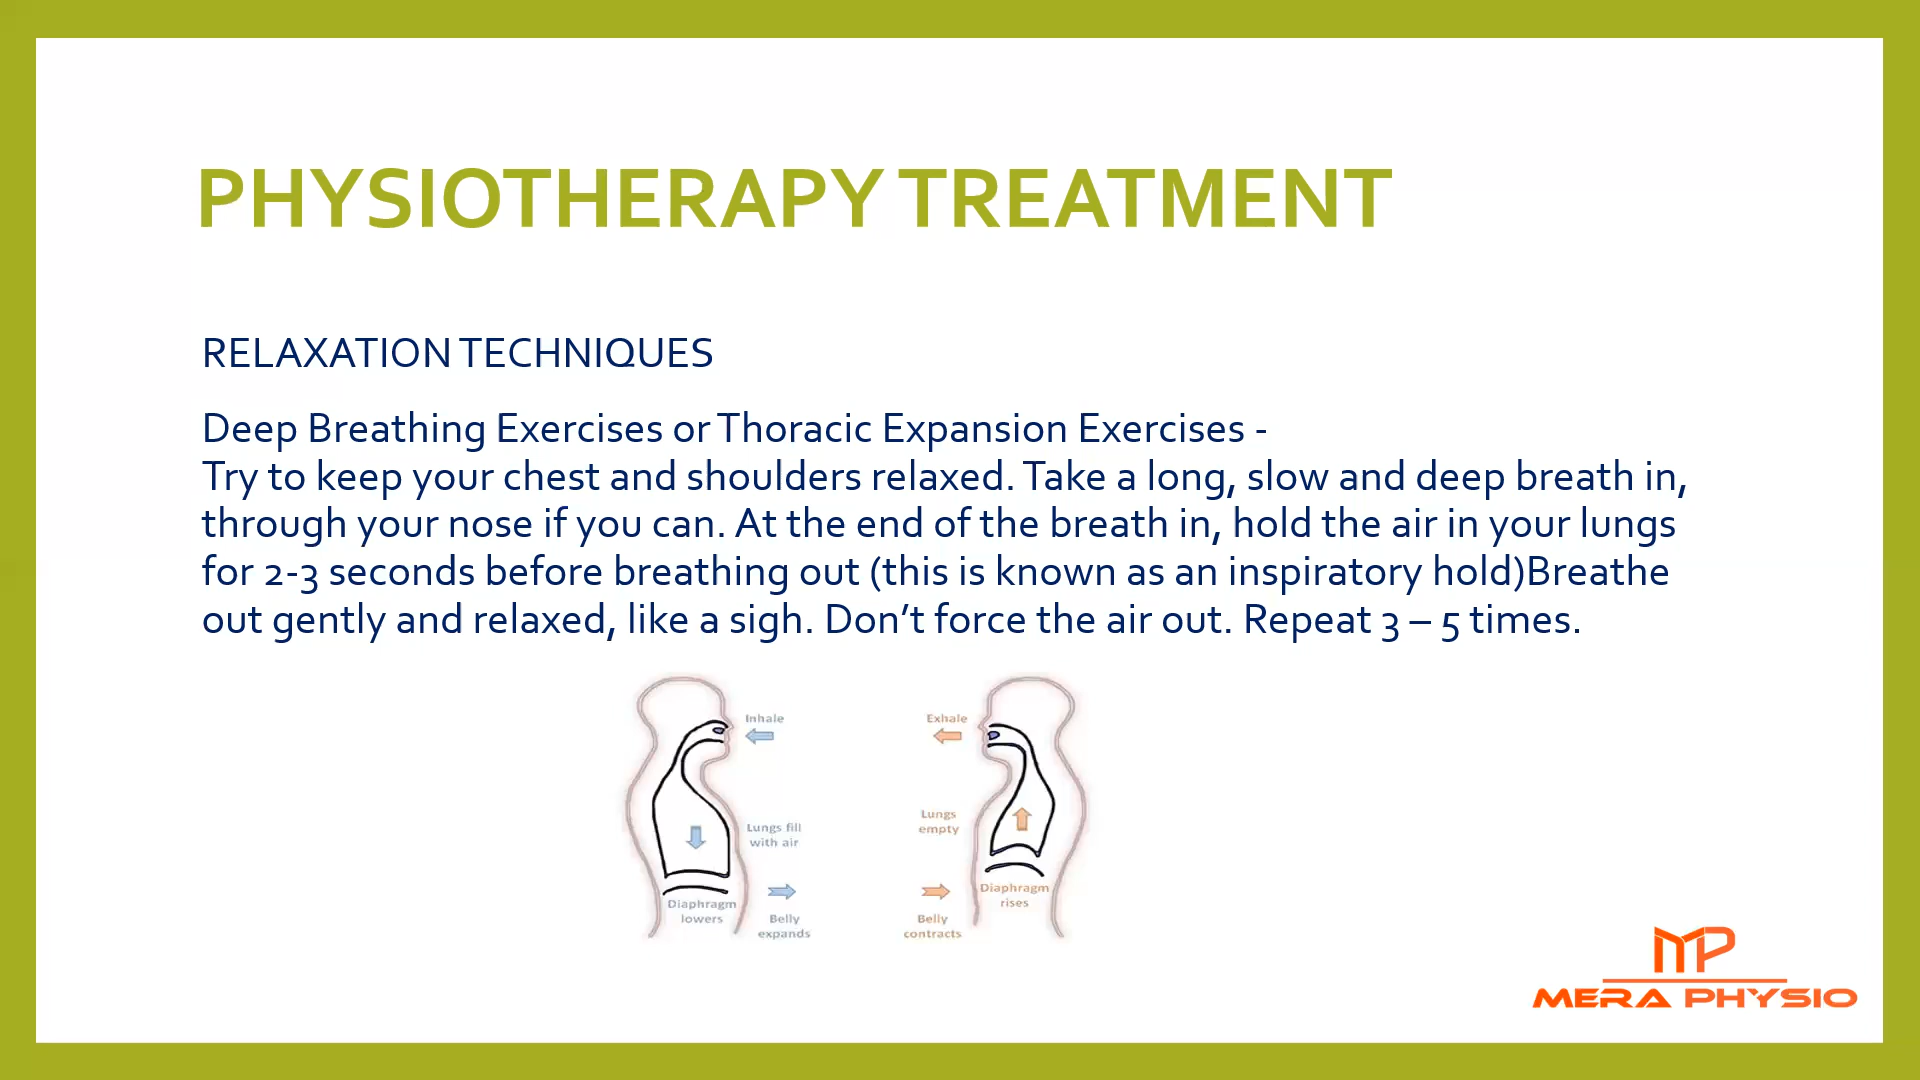 PHYSIOTHERAPY TREATMENT
RELAXATION TECHNIQUES
Deep Breathing Exercises or Thoracic Expansion Exercises -
Try to keep your chest and shoulders relaxed. Take a long, slow and deep breath in,
through your nose if you can. At the end of the breath in, hold the air in your lungs
for 2-3 seconds before breathing out (this is known as an inspiratory hold)Breathe
out gently and relaxed, like a sigh. Don’t force the air out. Repeat 3 – 5 times.
Inhale
Lungs fill
with air
Diaphragm
lowers
Belly
expands
Exhale
Lungs
empty
Diaphragm
rises
Belly
contracts
MP
MERA PHYSIO